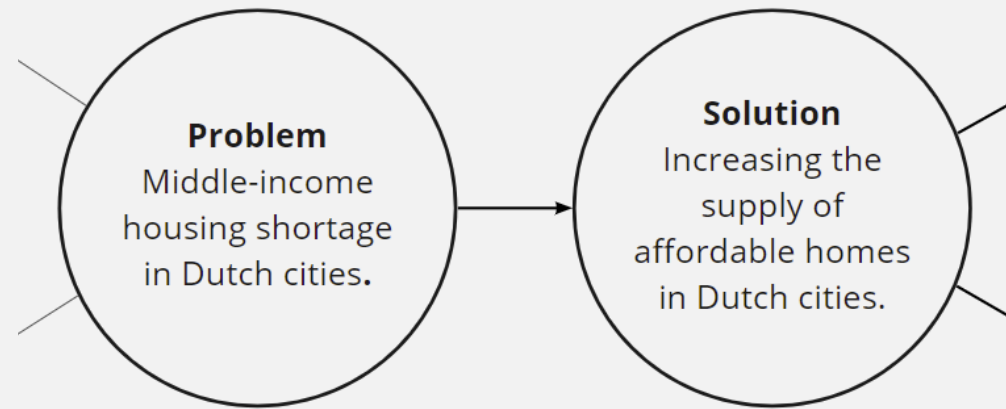 Problem
Middle-income
housing shortage
in Dutch cities.
Solution
Increasing the
supply of
affordable homes
in Dutch cities.